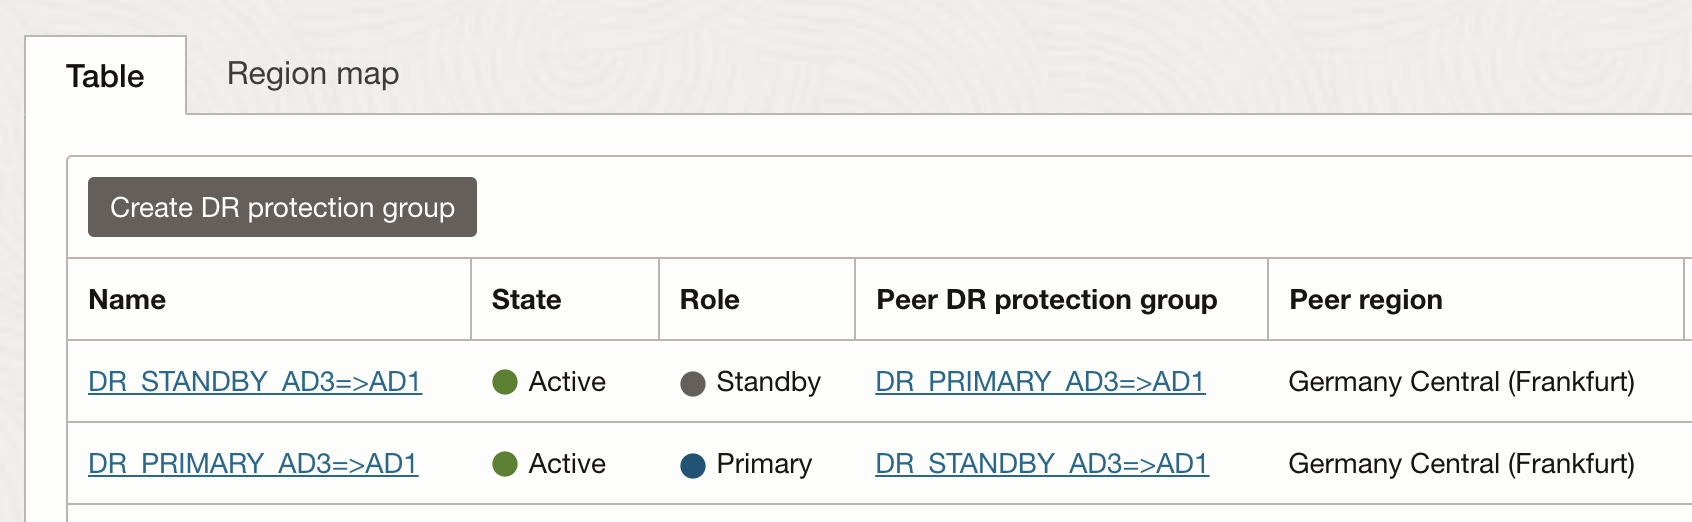 Table Region map
Create DR protection group
Name State Role Peer DR protection group Peer region
DR_STANDBY_AD3=>AD1 Active Standby DR_PRIMARY_AD3=>AD1 Germany Central (Frankfurt)
DR_PRIMARY_AD3=>AD1 Active Primary DR_STANDBY_AD3=>AD1 Germany Central (Frankfurt)